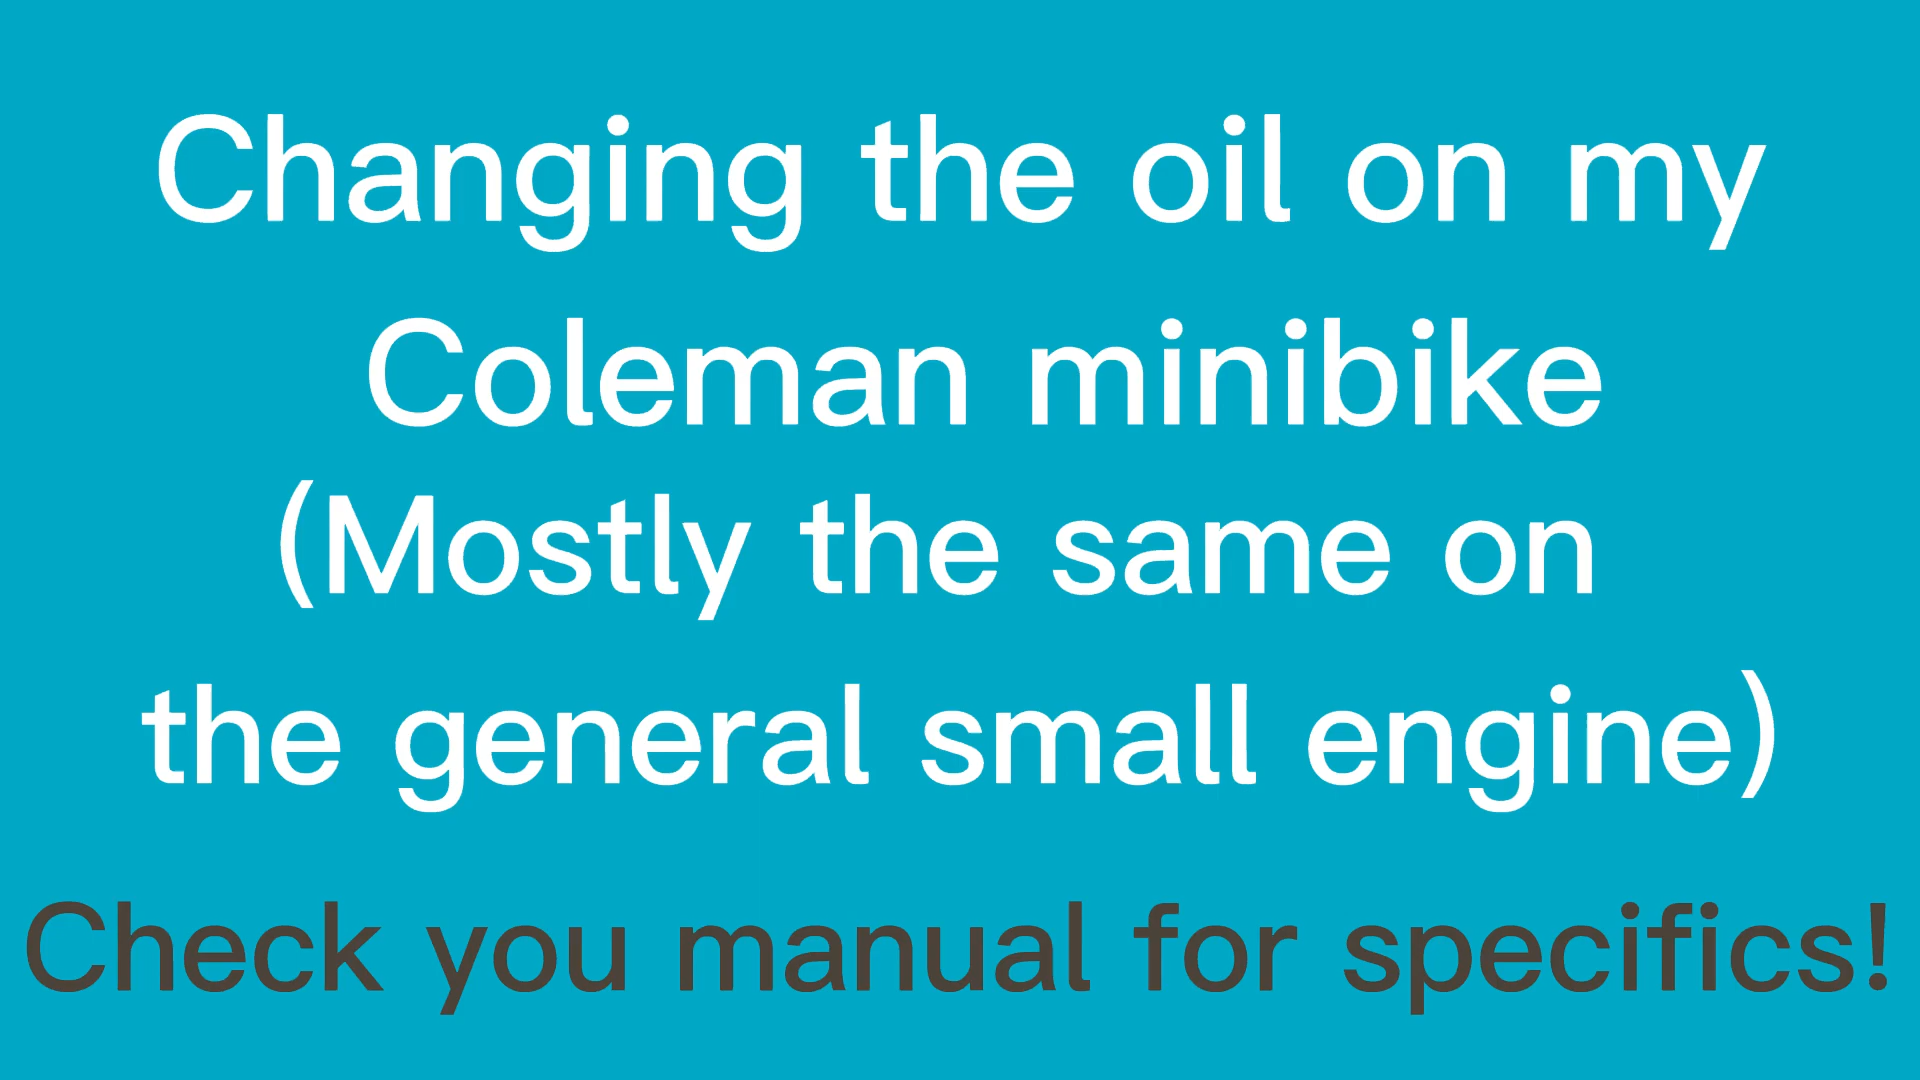 Changing the oil on my
Coleman minibike
(Mostly the same on
the general small engine)
Check you manual for specifics!